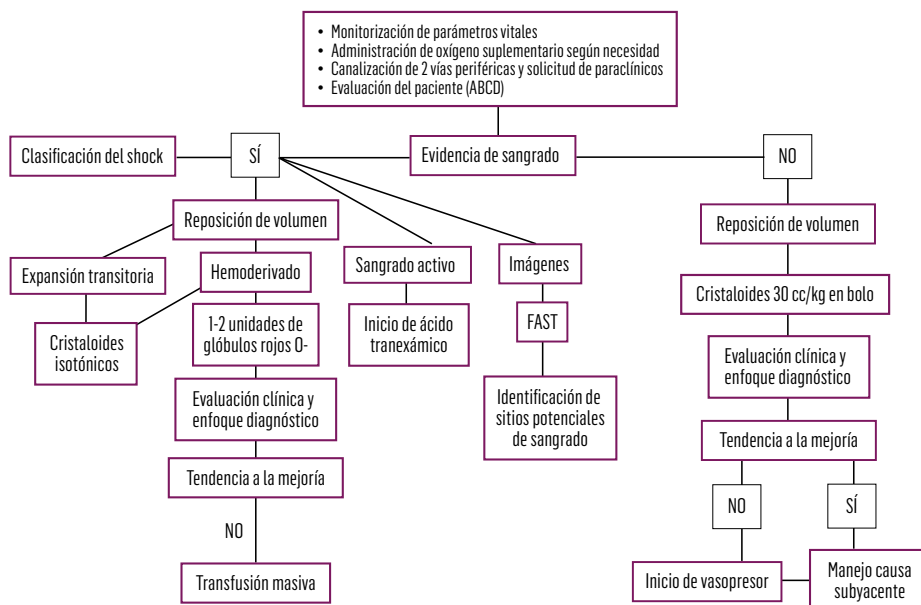 • Monitorización de parámetros vitales
• Administración de oxígeno suplementario según necesidad
• Canalización de 2 vías periféricas y solicitud de paraclínicos
• Evaluación del paciente (ABCD)
Clasificación del shock
SÍ
Evidencia de sangrado
NO
Reposición de volumen
Expansión transitoria
Hemoderivado
Cristaloides
isotónicos
1-2 unidades de
glóbulos rojos O-
Evaluación clínica y
enfoque diagnóstico
Tendencia a la mejoría
NO
Transfusión masiva
Sangrado activo
Inicio de ácido
tranexámico
Imágenes
FAST
Identificación de
sitios potenciales
de sangrado
Reposición de volumen
Cristaloides 30 cc/kg en bolo
Evaluación clínica y
enfoque diagnóstico
Tendencia a la mejoría
NO
SÍ
Inicio de vasopresor
Manejo causa
subyacente